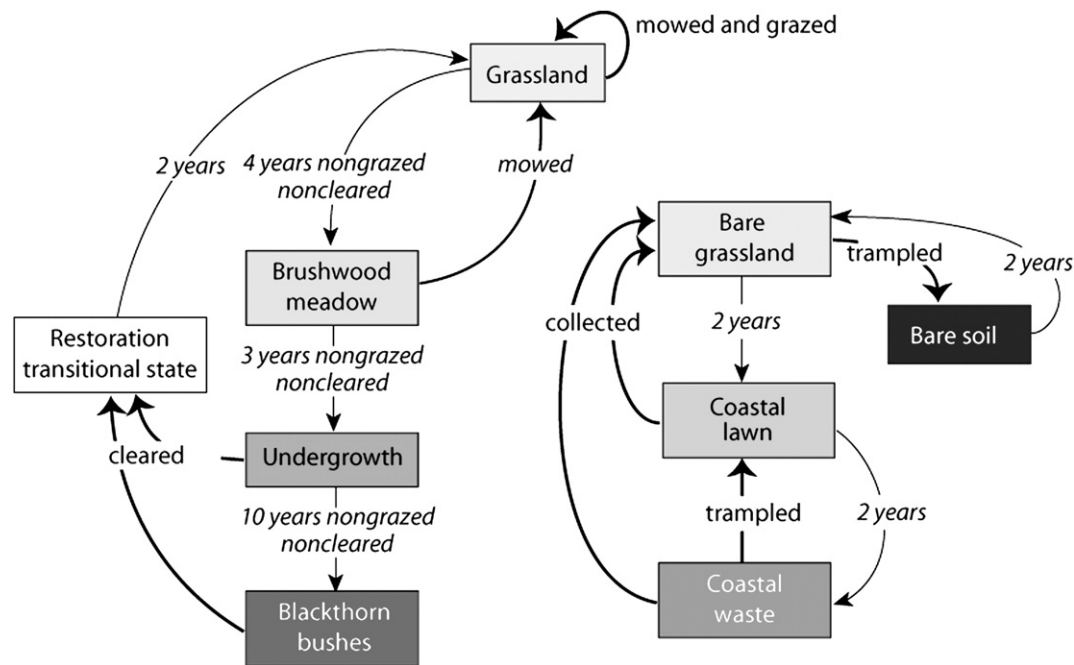 mowed and grazed
Grassland
2 years
4 years nongrazed
noncleared
mowed
Bare
grassland
trampled
2 years
Brushwood
meadow
collected
2 years
Bare soil
Restoration
transitional state
3 years nongrazed
noncleared
Coastal
lawn
cleared
Undergrowth
10 years nongrazed
noncleared
trampled
2 years
Coastal
waste
Blackthorn
bushes